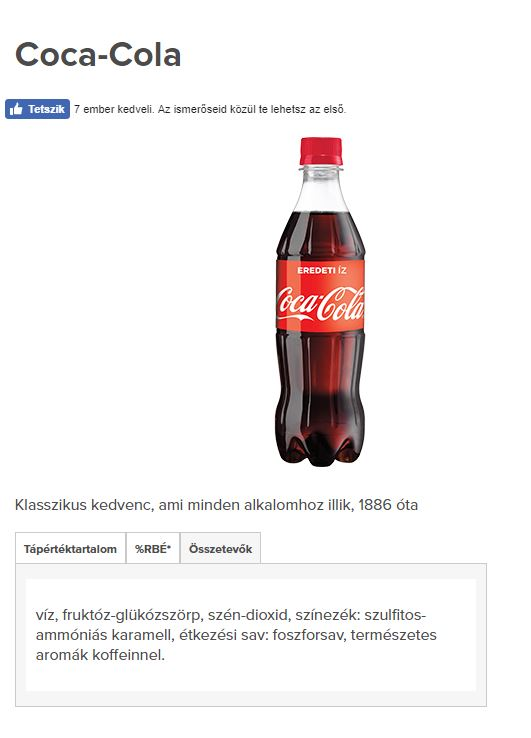 Coca-Cola
Tetszik 7 ember kedveli. Az ismerőseid közül te lehetsz az első.
EREDETI ÍZ
Coca-Cola
Klasszikus kedvenc, ami minden alkalomhoz illik, 1886 óta
Tápértéktartalom %RBÉ* Összetevők
víz, fruktóz-glükózszörp, szén-dioxid, színezék: szulfitos-
ammóniás karamell, étkezési sav: foszforsav, természetes
aromák koffeinnel.